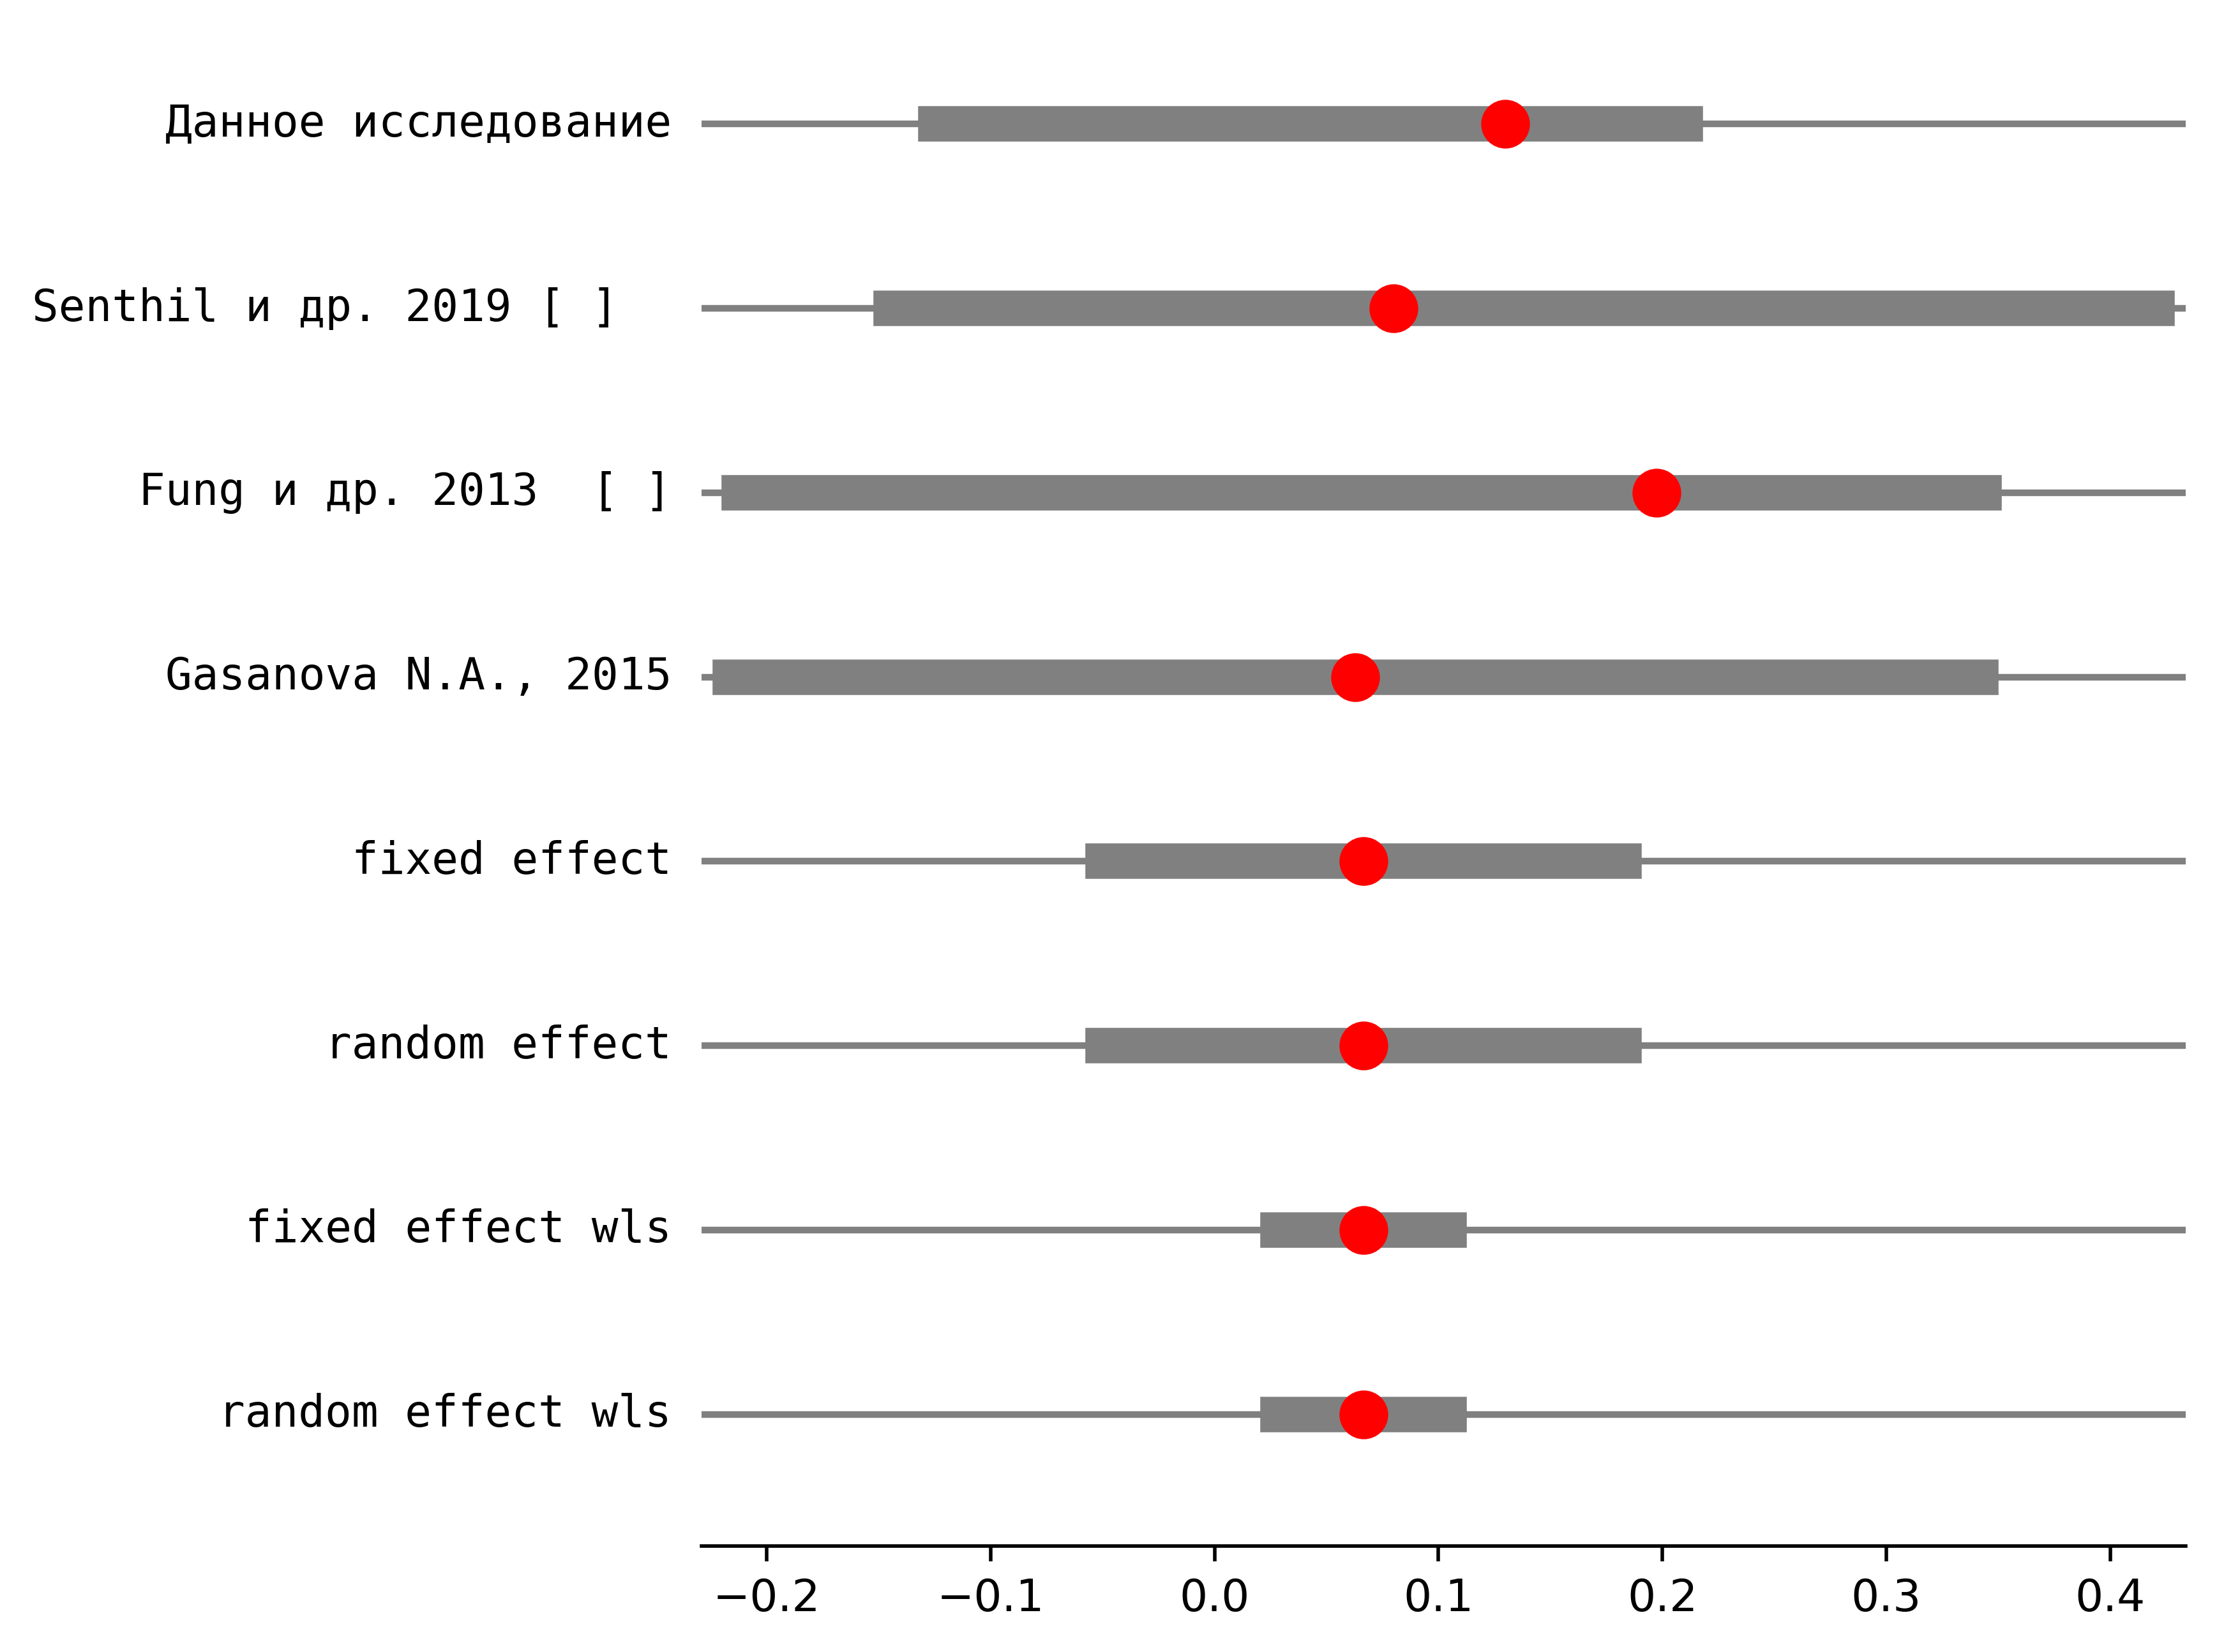 Данное исследование
Senthil и др. 2019 [ ]
Fung и др. 2013  [ ]
Gasanova N.A., 2015
fixed effect
random effect
fixed effect wls
random effect wls
−0.2 −0.1 0.0 0.1 0.2 0.3 0.4